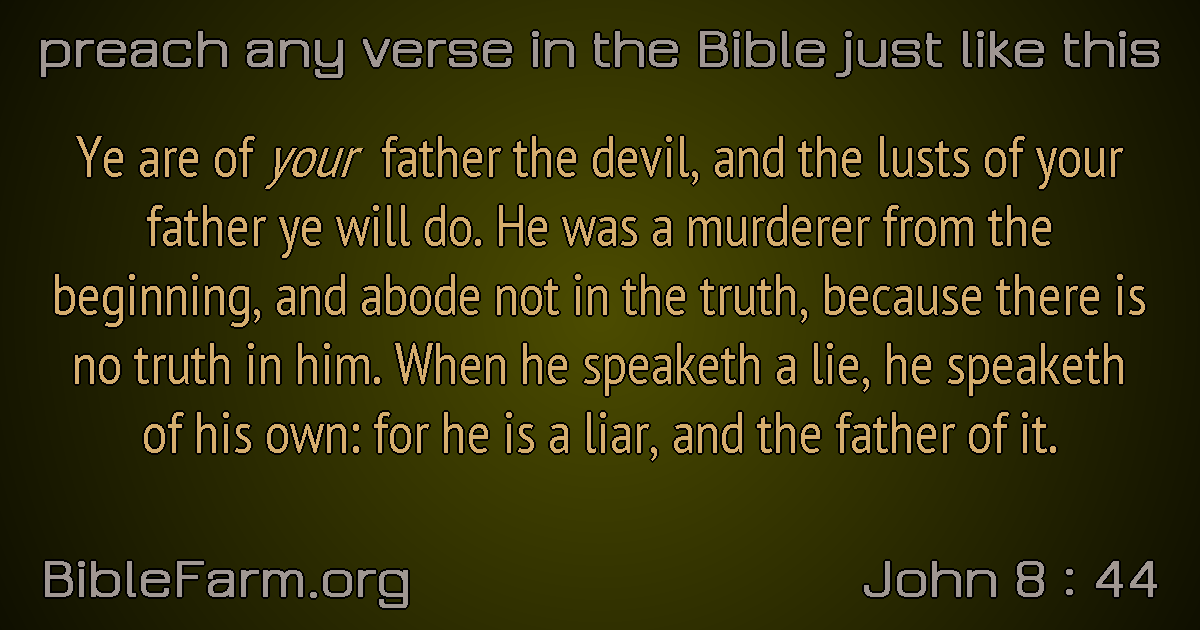 preach any verse in the Bible just like this
Ye are of your father the devil, and the lusts of your
father ye will do. He was a murderer from the
beginning, and abode not in the truth, because there is
no truth in him. When he speaketh a lie, he speaketh
of his own: for he is a liar, and the father of it.
BibleFarm.org
John 8 : 44